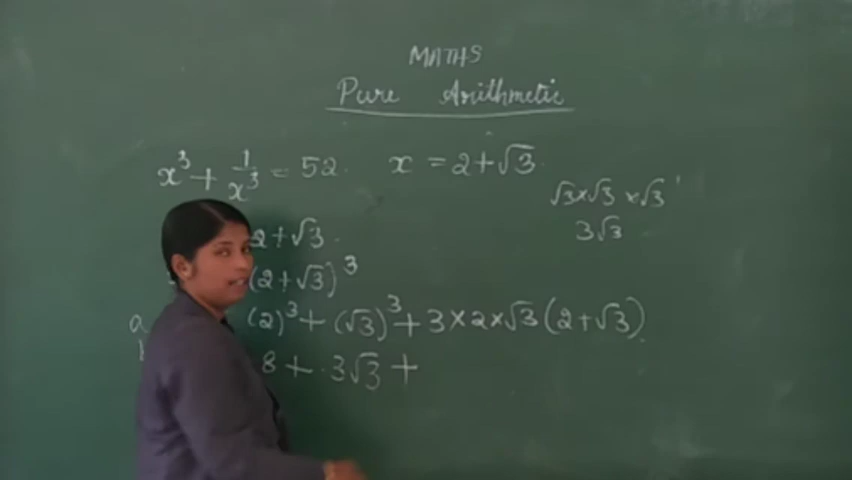 MATHS
Pure Arithmetic
x³ + 1/x³ = 52. x = 2+√3.
√3×√3×√3
3√3
2+√3.
(2+√3)³
a (2)³ + (√3)³ + 3×2×√3(2+√3)
8 + 3√3 +